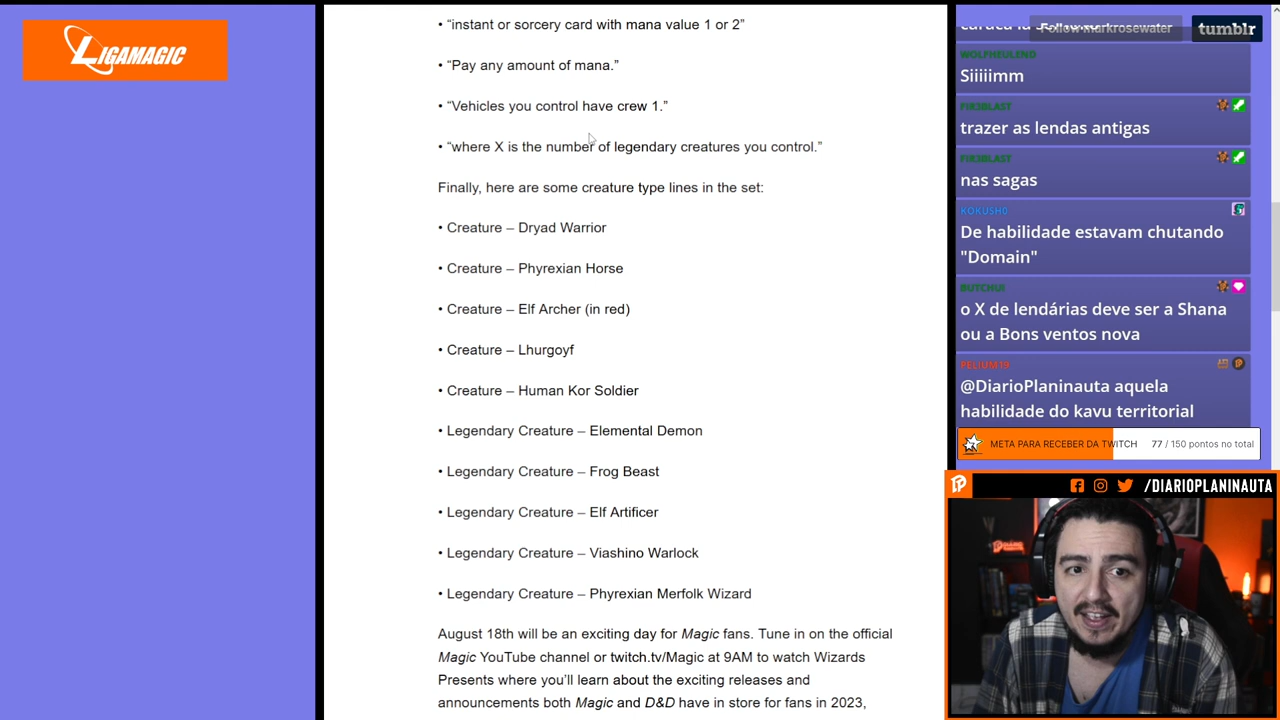 LIGAMAGIC
• “instant or sorcery card with mana value 1 or 2”
• “Pay any amount of mana.”
• “Vehicles you control have crew 1.”
• “where X is the number of legendary creatures you control.”
Finally, here are some creature type lines in the set:
• Creature – Dryad Warrior
• Creature – Phyrexian Horse
• Creature – Elf Archer (in red)
• Creature – Lhurgoyf
• Creature – Human Kor Soldier
• Legendary Creature – Elemental Demon
• Legendary Creature – Frog Beast
• Legendary Creature – Elf Artificer
• Legendary Creature – Viashino Warlock
• Legendary Creature – Phyrexian Merfolk Wizard
August 18th will be an exciting day for Magic fans. Tune in on the official
Magic YouTube channel or twitch.tv/Magic at 9AM to watch Wizards
Presents where you’ll learn about the exciting releases and
announcements both Magic and D&D have in store for fans in 2023,
Follow markrosewater
tumblr
WOLFHEULEND
Siiiiimm
FIR3BLAST
trazer as lendas antigas
FIR3BLAST
nas sagas
KOKUSH0
De habilidade estavam chutando
"Domain"
BUTCHUI
o X de lendárias deve ser a Shana
ou a Bons ventos nova
PELIUM79
@DiarioPlaninauta aquela
habilidade do kavu territorial
META PARA RECEBER DA TWITCH 77 / 150 pontos no total
/DIARIOPLANINAUTA